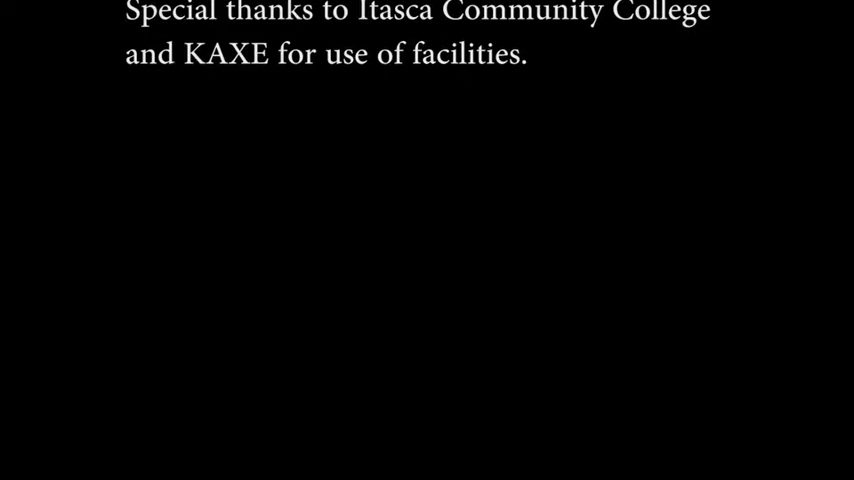 Special thanks to Itasca Community College
and KAXE for use of facilities.